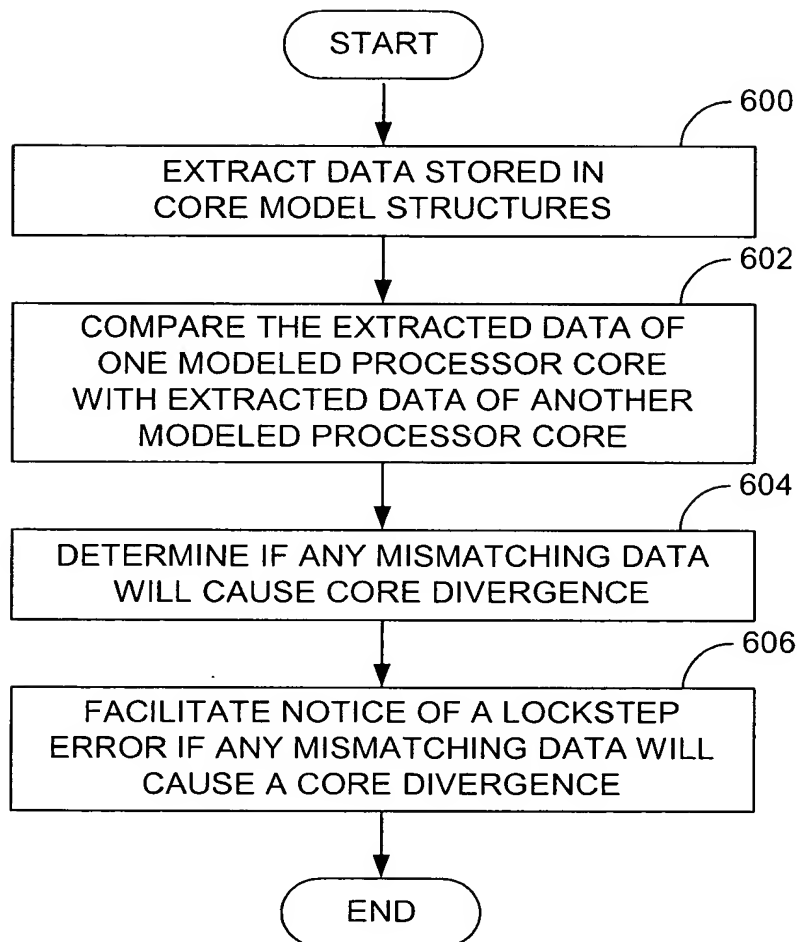 START
600
EXTRACT DATA STORED IN
CORE MODEL STRUCTURES
602
COMPARE THE EXTRACTED DATA OF
ONE MODELED PROCESSOR CORE
WITH EXTRACTED DATA OF ANOTHER
MODELED PROCESSOR CORE
604
DETERMINE IF ANY MISMATCHING DATA
WILL CAUSE CORE DIVERGENCE
606
FACILITATE NOTICE OF A LOCKSTEP
ERROR IF ANY MISMATCHING DATA WILL
CAUSE A CORE DIVERGENCE
END